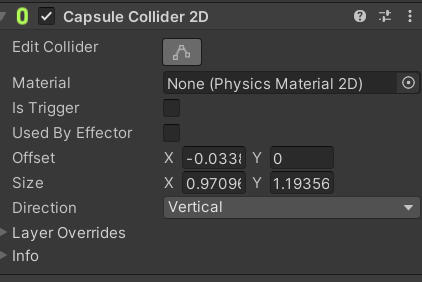 Capsule Collider 2D
Edit Collider
Material None (Physics Material 2D)
Is Trigger
Used By Effector
Offset X -0.0338 Y 0
Size X 0.97096 Y 1.19356
Direction Vertical
Layer Overrides
Info